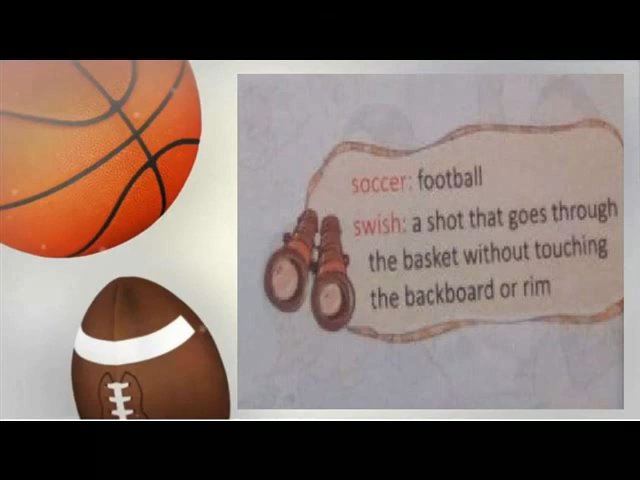 soccer: football
swish: a shot that goes through
the basket without touching
the backboard or rim